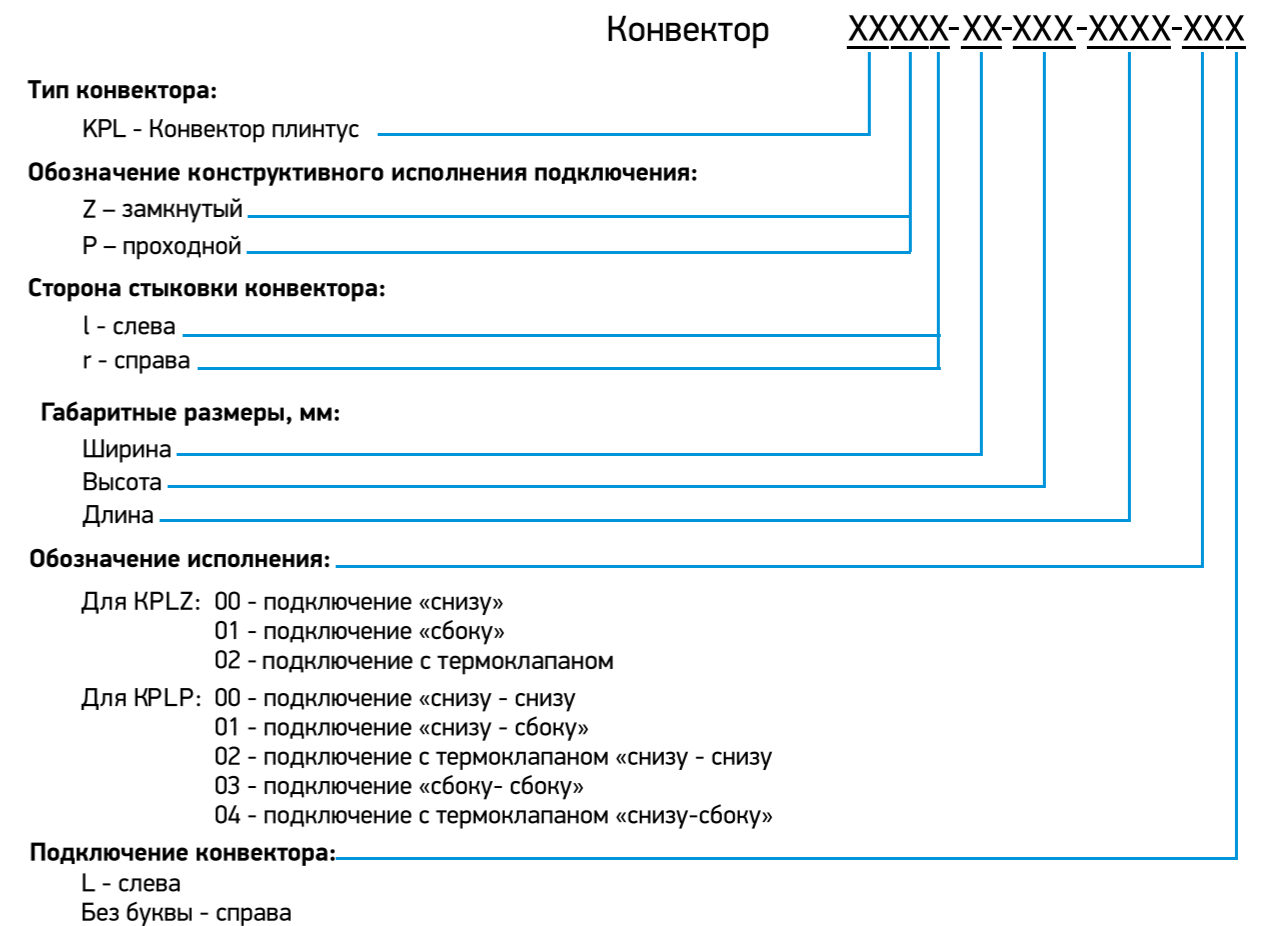 Конвектор XXXXX-XX-XXX-XXXX-XXX
Тип конвектора:
KPL - Конвектор плинтус
Обозначение конструктивного исполнения подключения:
Z – замкнутый
P – проходной
Сторона стыковки конвектора:
l - слева
r - справа
Габаритные размеры, мм:
Ширина
Высота
Длина
Обозначение исполнения:
Для KPLZ: 00 - подключение «снизу»
01 - подключение «сбоку»
02 - подключение с термоклапаном
Для KPLP: 00 - подключение «снизу - снизу
01 - подключение «снизу - сбоку»
02 - подключение с термоклапаном «снизу - снизу
03 - подключение «сбоку- сбоку»
04 - подключение с термоклапаном «снизу-сбоку»
Подключение конвектора:
L - слева
Без буквы - справа